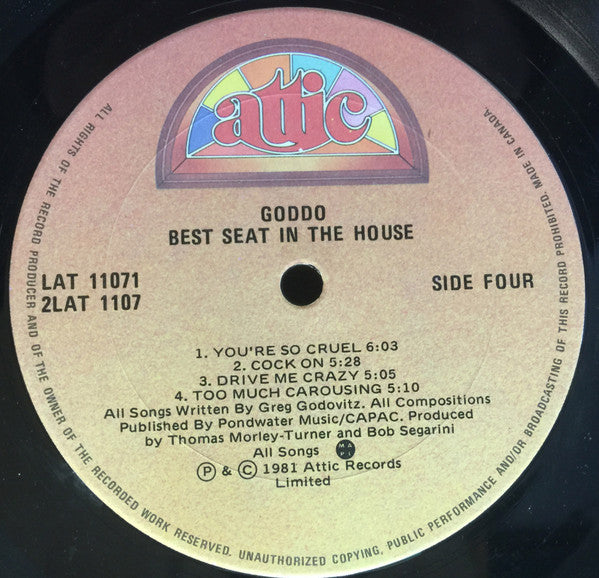 attic
GODDO
BEST SEAT IN THE HOUSE
LAT 11071
2LAT 1107
SIDE FOUR
1. YOU'RE SO CRUEL 6:03
2. COCK ON 5:28
3. DRIVE ME CRAZY 5:05
4. TOO MUCH CAROUSING 5:10
All Songs Written By Greg Godovitz. All Compositions
Published By Pondwater Music/CAPAC. Produced
by Thomas Morley-Turner and Bob Segarini
All Songs MAPL
Ⓟ & © 1981 Attic Records
Limited
ALL RIGHTS OF THE RECORD PRODUCER AND OF THE OWNER OF THE RECORDED WORK RESERVED. UNAUTHORIZED COPYING, PUBLIC PERFORMANCE AND/OR BROADCASTING OF THIS RECORD PROHIBITED. MADE IN CANADA.